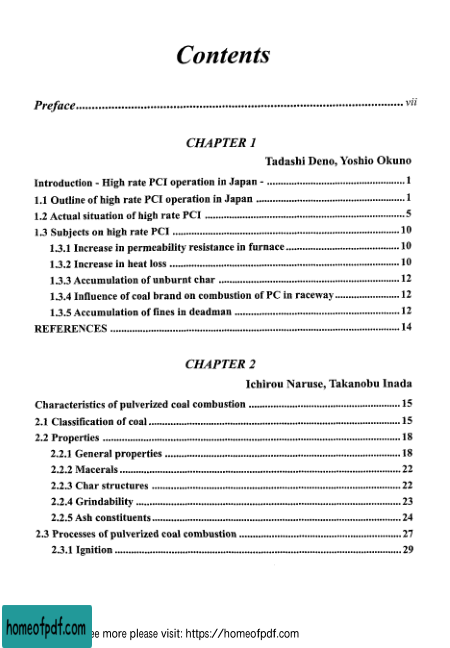 Contents
Preface.......... vii
CHAPTER 1
Tadashi Deno, Yoshio Okuno
Introduction - High rate PCI operation in Japan - .......... 1
1.1 Outline of high rate PCI operation in Japan .......... 1
1.2 Actual situation of high rate PCI .......... 5
1.3 Subjects on high rate PCI .......... 10
1.3.1 Increase in permeability resistance in furnace.......... 10
1.3.2 Increase in heat loss .......... 10
1.3.3 Accumulation of unburnt char .......... 12
1.3.4 Influence of coal brand on combustion of PC in raceway.......... 12
1.3.5 Accumulation of fines in deadman .......... 12
REFERENCES .......... 14
CHAPTER 2
Ichirou Naruse, Takanobu Inada
Characteristics of pulverized coal combustion .......... 15
2.1 Classification of coal.......... 15
2.2 Properties .......... 18
2.2.1 General properties .......... 18
2.2.2 Macerals.......... 22
2.2.3 Char structures .......... 22
2.2.4 Grindability .......... 23
2.2.5 Ash constituents.......... 24
2.3 Processes of pulverized coal combustion .......... 27
2.3.1 Ignition .......... 29
homeofpdf.com
ee more please visit: https://homeofpdf.com